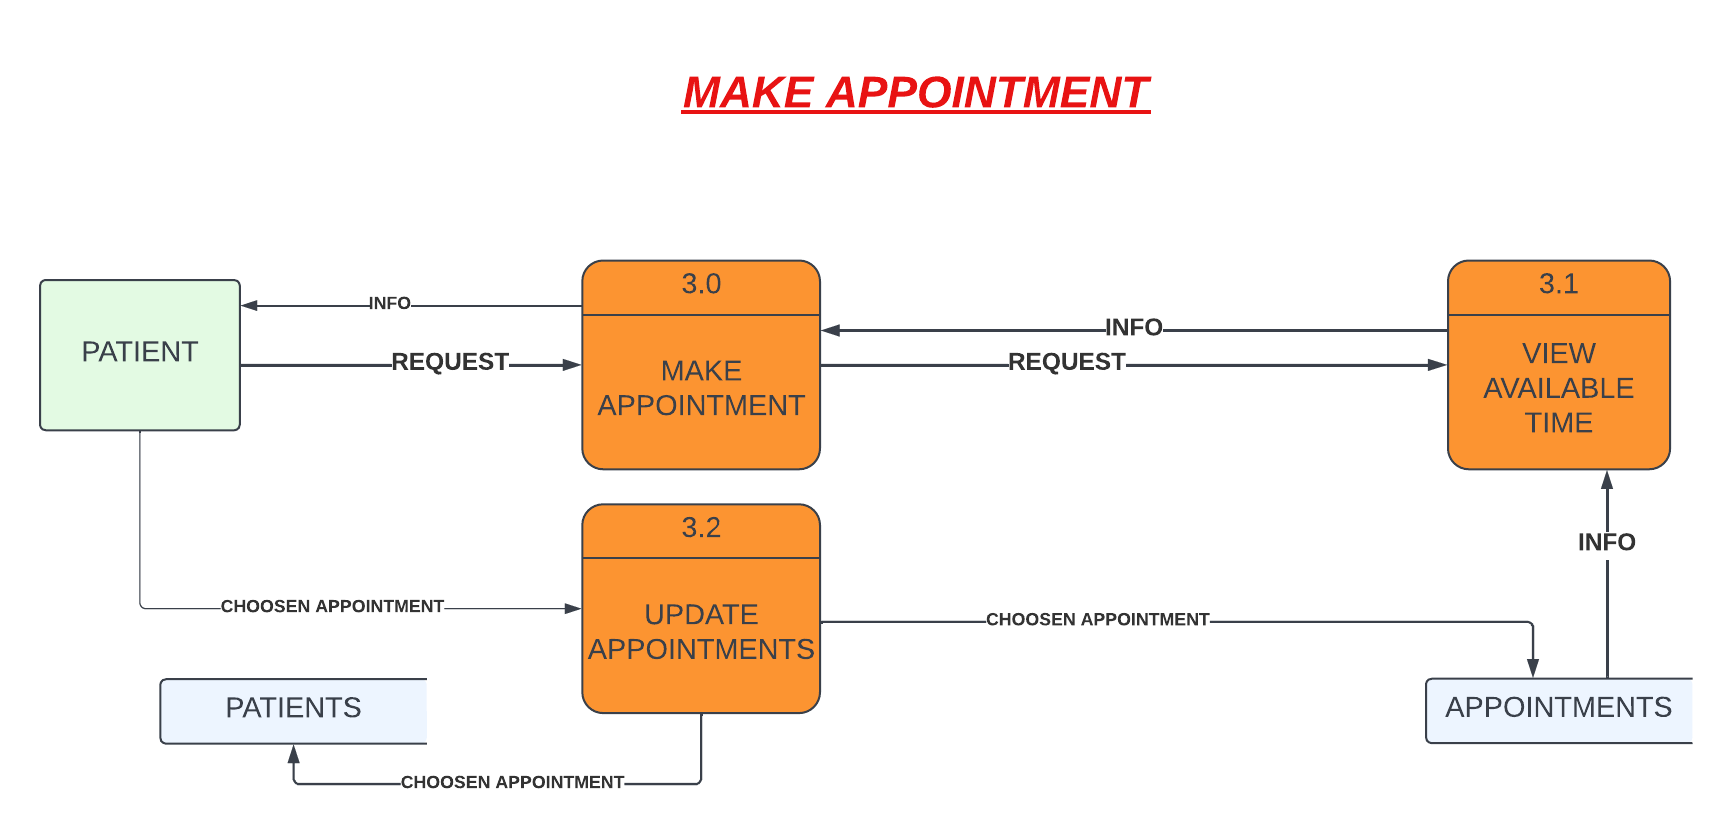 MAKE APPOINTMENT
3.0
3.1
INFO
INFO
PATIENT
REQUEST
REQUEST
MAKE
APPOINTMENT
VIEW
AVAILABLE
TIME
3.2
INFO
CHOOSEN APPOINTMENT
UPDATE
APPOINTMENTS
CHOOSEN APPOINTMENT
PATIENTS
APPOINTMENTS
CHOOSEN APPOINTMENT